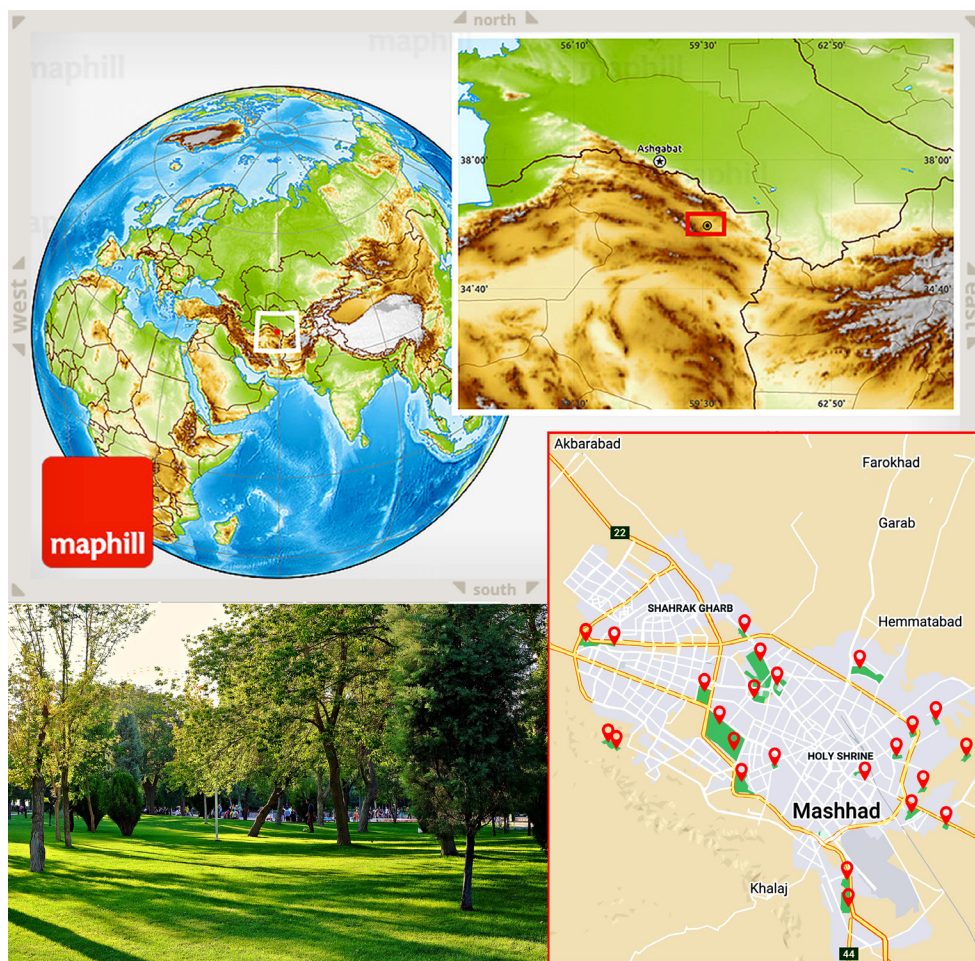 north
maphill
maphill
west
east
56˚10'
59˚30'
62˚50'
maphill
Ashgabat
38˚00'
38˚00'
maphill
34˚40'
34˚40'
59˚30'
62˚50'
maphill
south
Akbarabad
Farokhad
22
Garab
SHAHRAK GHARB
Hemmatabad
HOLY SHRINE
Mashhad
Khalaj
44